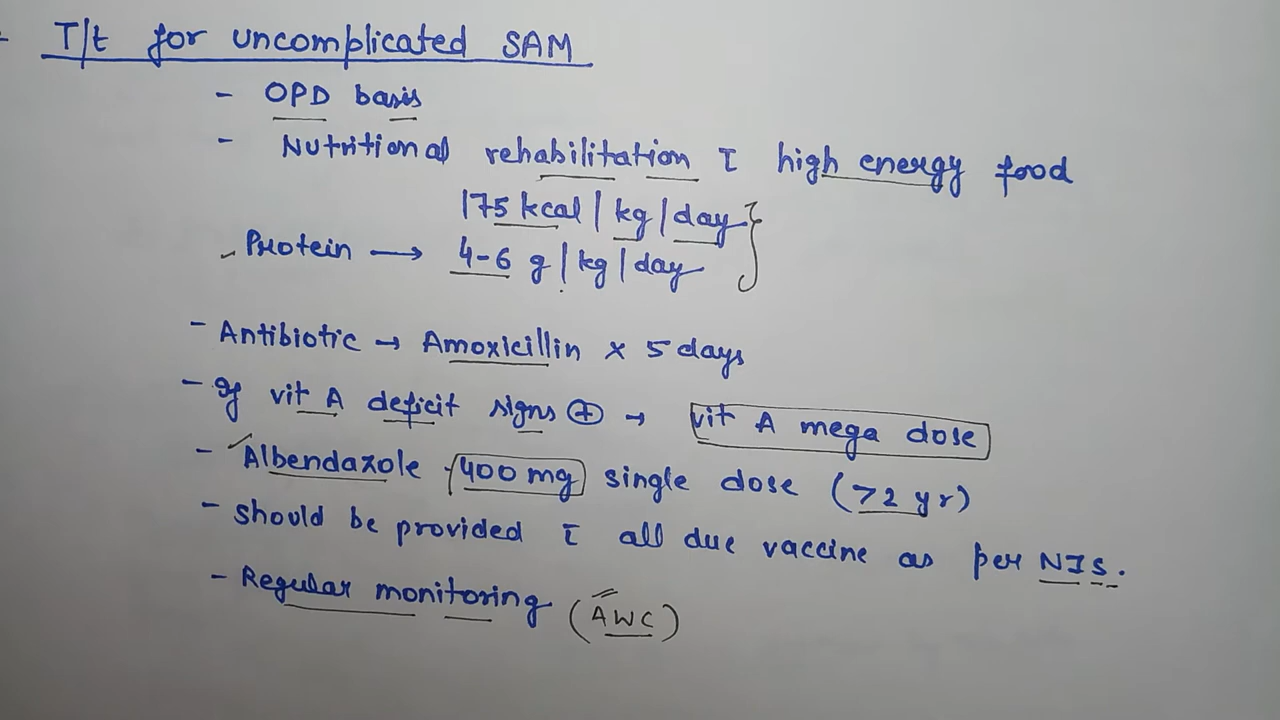 - T/t for uncomplicated SAM
- OPD basis
- Nutritional rehabilitation c̄ high energy food
175 kcal / kg / day
Protein → 4-6 g / kg / day
- Antibiotic → Amoxicillin × 5 days
- If vit A deficit signs ⊕ → vit A mega dose
- Albendazole 400 mg single dose (>2 yr)
- should be provided c̄ all due vaccine as per NIS.
- Regular monitoring (AWC)